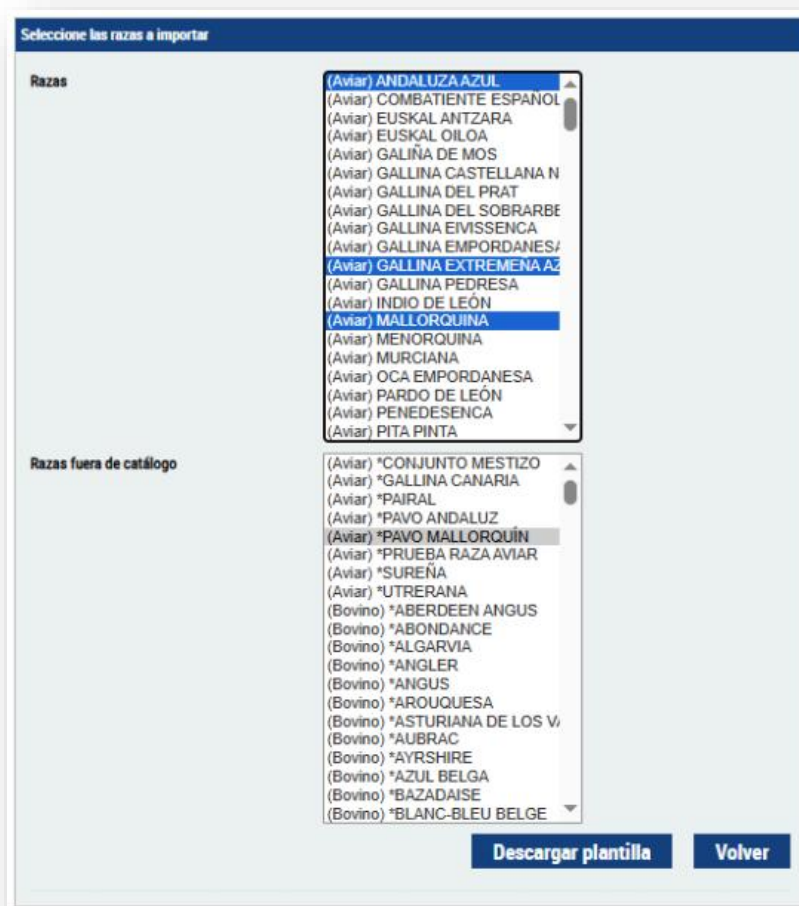 Seleccione las razas a importar
Razas
(Aviar) ANDALUZA AZUL
(Aviar) COMBATIENTE ESPAÑOL
(Aviar) EUSKAL ANTZARA
(Aviar) EUSKAL OILOA
(Aviar) GALIÑA DE MOS
(Aviar) GALLINA CASTELLANA N
(Aviar) GALLINA DEL PRAT
(Aviar) GALLINA DEL SOBRARBE
(Aviar) GALLINA EIVISSENCA
(Aviar) GALLINA EMPORDANESA
(Aviar) GALLINA EXTREMEÑA AZ
(Aviar) GALLINA PEDRESA
(Aviar) INDIO DE LEÓN
(Aviar) MALLORQUINA
(Aviar) MENORQUINA
(Aviar) MURCIANA
(Aviar) OCA EMPORDANESA
(Aviar) PARDO DE LEÓN
(Aviar) PENEDESENCA
(Aviar) PITA PINTA
Razas fuera de catálogo
(Aviar) *CONJUNTO MESTIZO
(Aviar) *GALLINA CANARIA
(Aviar) *PAIRAL
(Aviar) *PAVO ANDALUZ
(Aviar) *PAVO MALLORQUÍN
(Aviar) *PRUEBA RAZA AVIAR
(Aviar) *SUREÑA
(Aviar) *UTRERANA
(Bovino) *ABERDEEN ANGUS
(Bovino) *ABONDANCE
(Bovino) *ALGARVIA
(Bovino) *ANGLER
(Bovino) *ANGUS
(Bovino) *AROUQUESA
(Bovino) *ASTURIANA DE LOS VA
(Bovino) *AUBRAC
(Bovino) *AYRSHIRE
(Bovino) *AZUL BELGA
(Bovino) *BAZADAISE
(Bovino) *BLANC-BLEU BELGE
Descargar plantilla
Volver